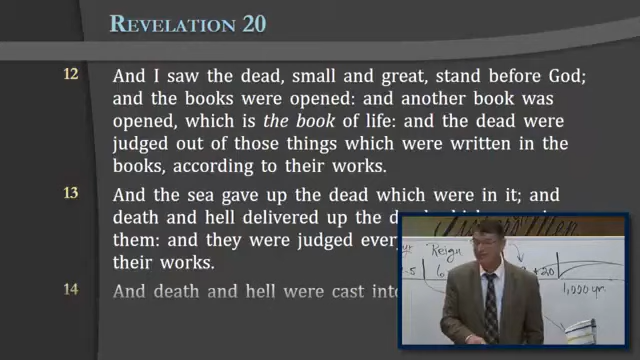 REVELATION 20
12 And I saw the dead, small and great, stand before God;
and the books were opened: and another book was
opened, which is the book of life: and the dead were
judged out of those things which were written in the
books, according to their works.
13 And the sea gave up the dead which were in it; and
death and hell delivered up the
them: and they were judged
their works.
14 And death and hell were cast
Reign
6
+20
1,000 yr.